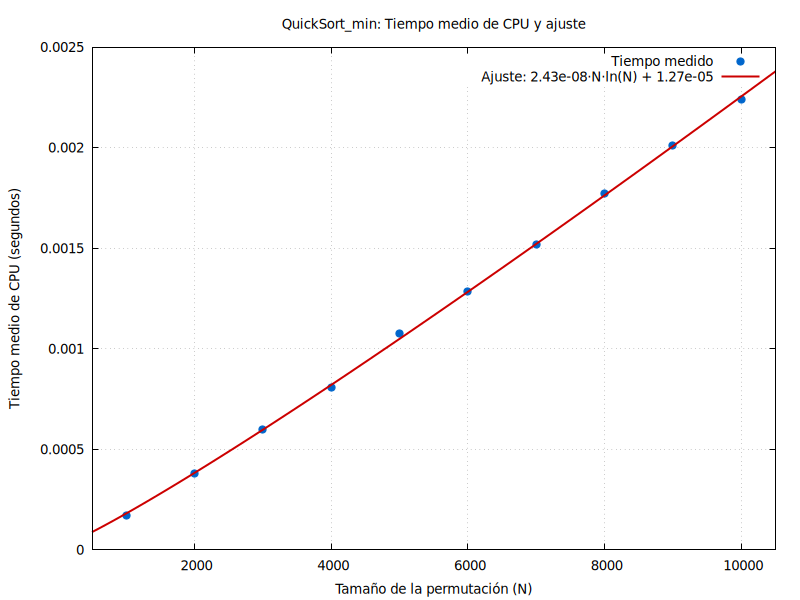 QuickSort_min: Tiempo medio de CPU y ajuste
Tiempo medido
Ajuste: 2.43e-08·N·ln(N) + 1.27e-05
Tiempo medio de CPU (segundos)
0.0025
0.002
0.0015
0.001
0.0005
0
2000 4000 6000 8000 10000
Tamaño de la permutación (N)